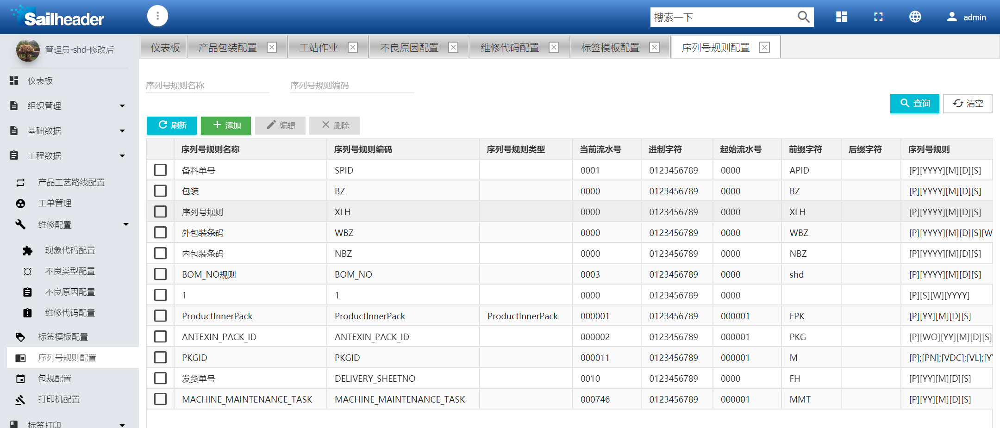 Sailheader
搜索一下
admin
管理员-shd-修改后
仪表板 产品包装配置 工站作业 不良原因配置 维修代码配置 标签模板配置 序列号规则配置
仪表板
组织管理
基础数据
工程数据
产品工艺路线配置
工单管理
维修配置
现象代码配置
不良类型配置
不良原因配置
维修代码配置
标签模板配置
序列号规则配置
包规配置
打印机配置
标签打印
序列号规则名称 序列号规则编码
查询 清空
刷新 添加 编辑 删除
序列号规则名称 序列号规则编码 序列号规则类型 当前流水号 进制字符 起始流水号 前缀字符 后缀字符 序列号规则
备料单号 SPID 0001 0123456789 0000 APID [P][YYYY][M][D][S]
包装 BZ 0000 0123456789 0000 BZ [P][YYYY][M][D][S]
序列号规则 XLH 0000 0123456789 0000 XLH [P][YYYY][M][D][S]
外包装条码 WBZ 0000 0123456789 0000 WBZ [P][YYYY][M][D][S][W
内包装条码 NBZ 0000 0123456789 0000 NBZ [P][YYYY][M][D][S]
BOM_NO规则 BOM_NO 0003 0123456789 0000 shd [P][YYYY][M][D][S]
1 1 0000 0123456789 0000 [P][S][W][YYYY]
ProductInnerPack ProductInnerPack ProductInnerPack 000001 0123456789 000001 FPK [P][YY][M][D][S]
ANTEXIN_PACK_ID ANTEXIN_PACK_ID 000002 0123456789 000001 PKG [P][WO][YY][M][D][S]
PKGID PKGID 000011 0123456789 000001 M [P];[PN];[VDC];[VL];[Y
发货单号 DELIVERY_SHEETNO 0010 0123456789 0000 FH [P][YY][M][D][S]
MACHINE_MAINTENANCE_TASK MACHINE_MAINTENANCE_TASK 000746 0123456789 000001 MMT [P][YY][M][D][S]